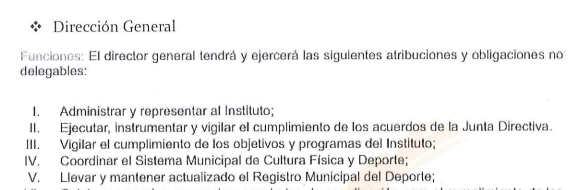 ❖ Dirección General
Funciones: El director general tendrá y ejercerá las siguientes atribuciones y obligaciones no
delegables:
I. Administrar y representar al Instituto;
II. Ejecutar, instrumentar y vigilar el cumplimiento de los acuerdos de la Junta Directiva.
III. Vigilar el cumplimiento de los objetivos y programas del Instituto;
IV. Coordinar el Sistema Municipal de Cultura Física y Deporte;
V. Llevar y mantener actualizado el Registro Municipal del Deporte;